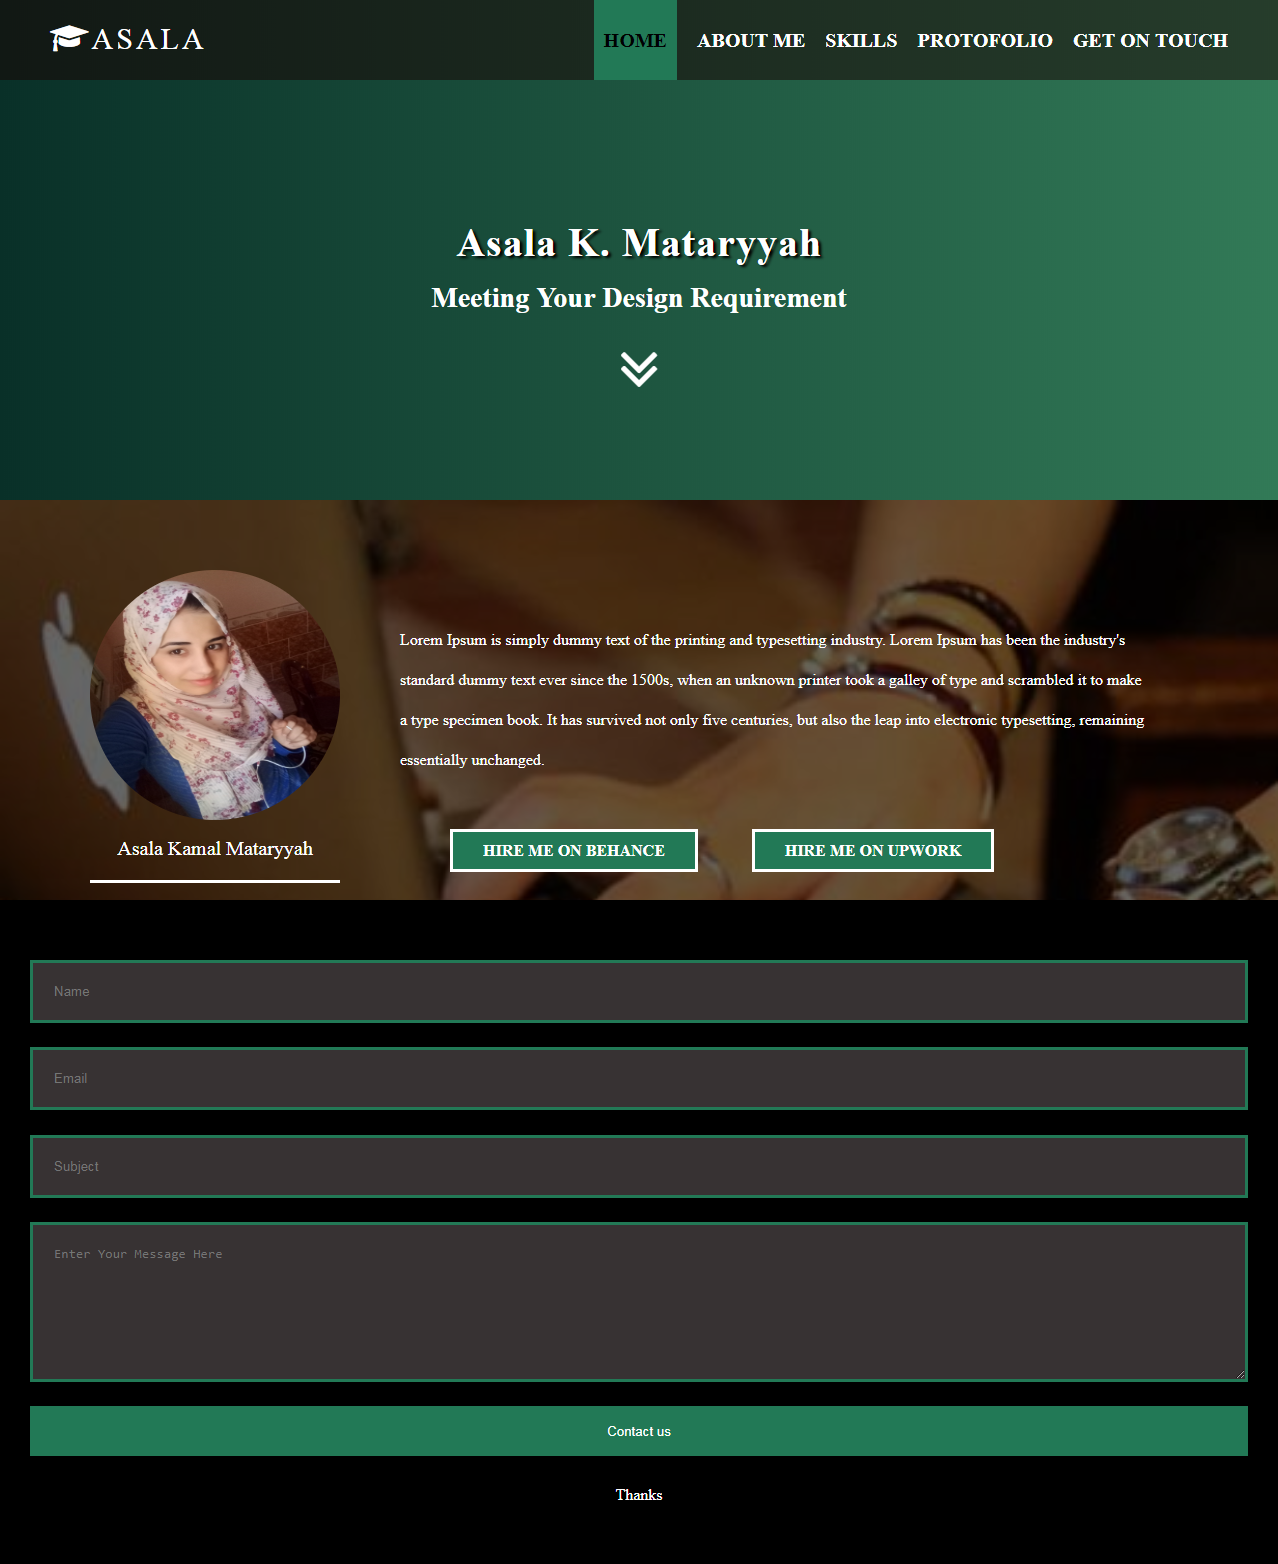 ASALA
HOME ABOUT ME SKILLS PROTOFOLIO GET ON TOUCH
Asala K. Mataryyah
Meeting Your Design Requirement
Lorem Ipsum is simply dummy text of the printing and typesetting industry. Lorem Ipsum has been the industry's
standard dummy text ever since the 1500s, when an unknown printer took a galley of type and scrambled it to make
a type specimen book. It has survived not only five centuries, but also the leap into electronic typesetting, remaining
essentially unchanged.
Asala Kamal Mataryyah
HIRE ME ON BEHANCE
HIRE ME ON UPWORK
Name
Email
Subject
Enter Your Message Here
Contact us
Thanks